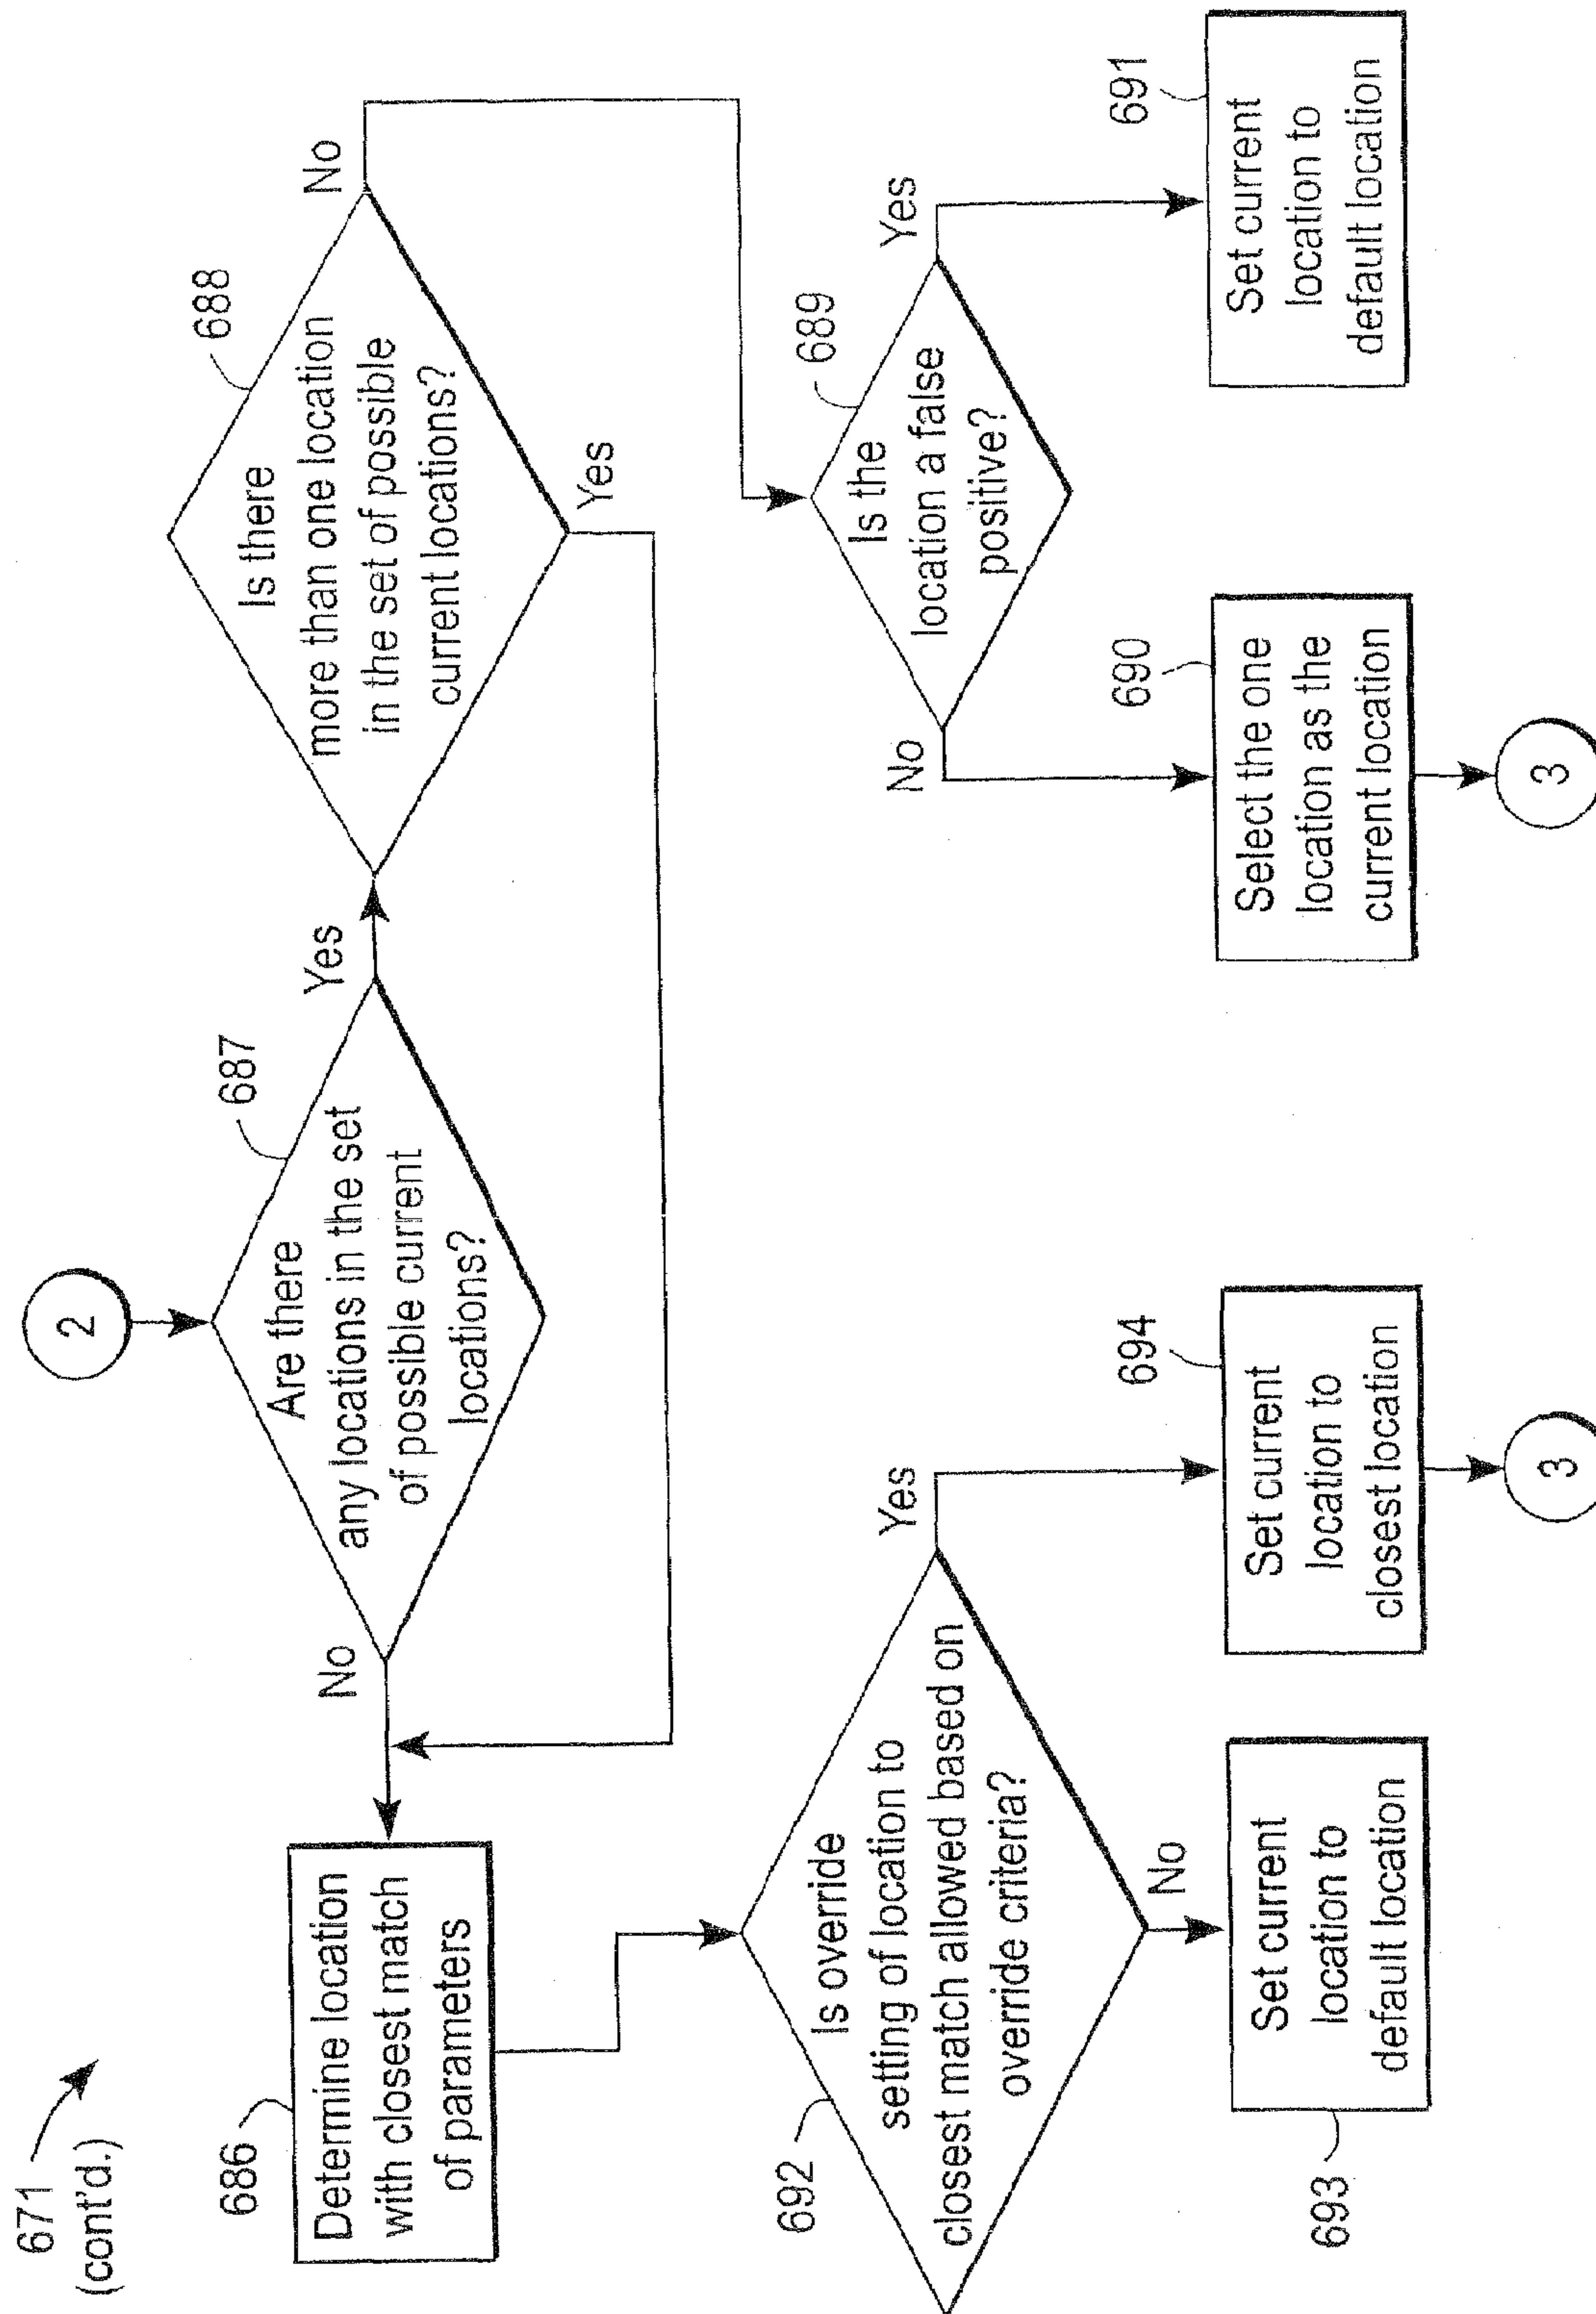 671
(cont'd.)
2
687
Are there
any locations in the set
of possible current
locations?
No
Yes
688
Is there
more than one location
in the set of possible
current locations?
No
Yes
686
Determine location
with closest match
of parameters
689
Is the
location a false
positive?
No
Yes
692
Is override
setting of location to
closest match allowed based on
override criteria?
Yes
No
693
Set current
location to
default location
694
Set current
location to
closest location
3
690
Select the one
location as the
current location
3
691
Set current
location to
default location